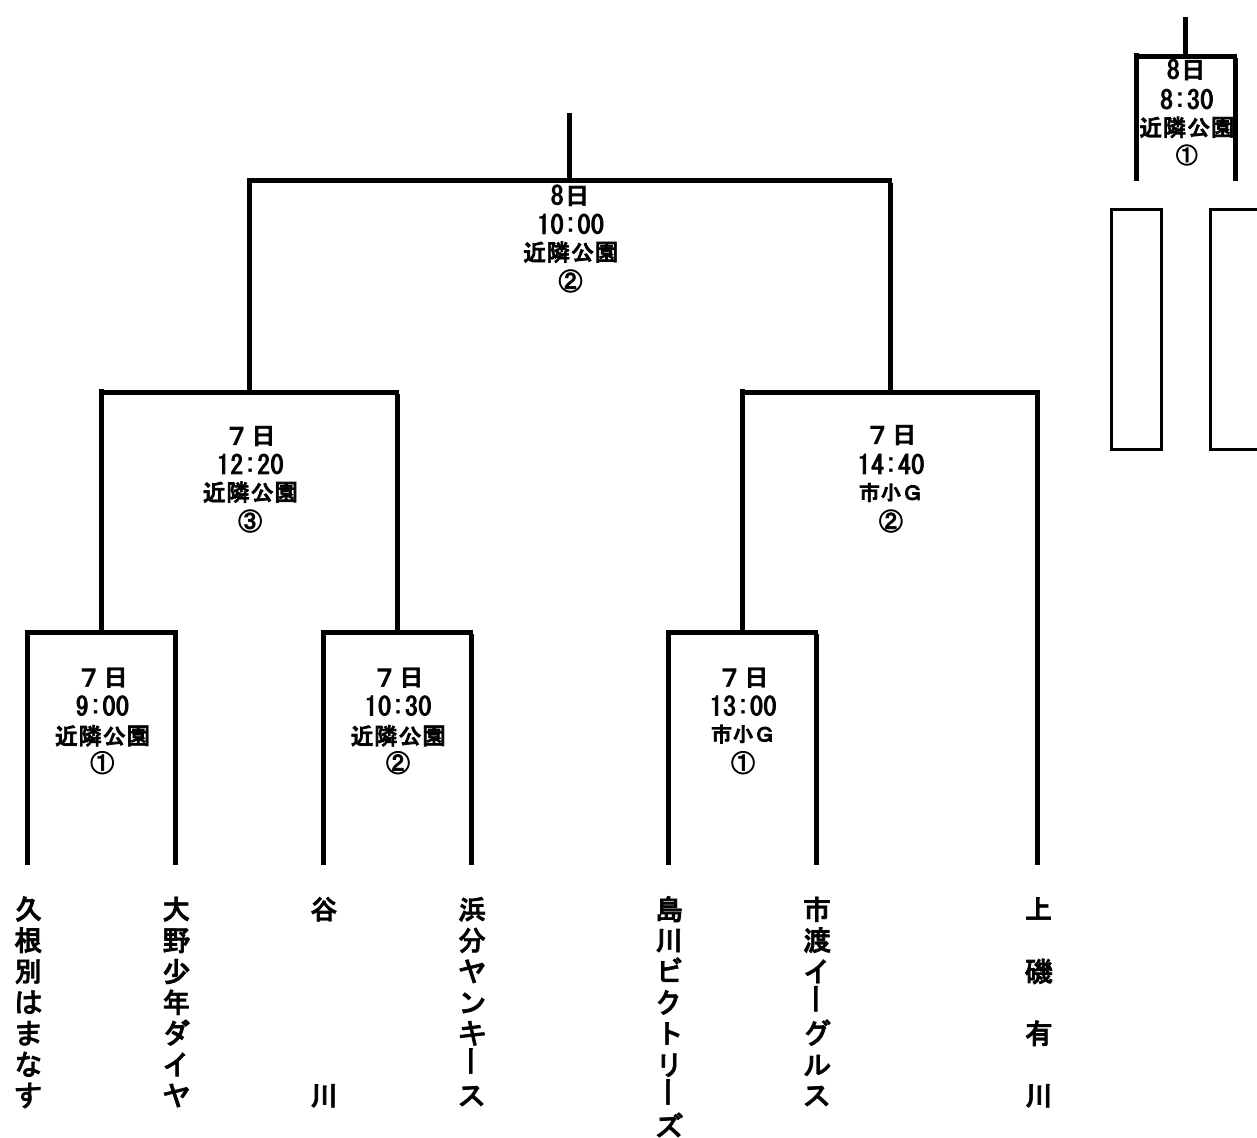 8日
8:30
近隣公園
①
8日
10:00
近隣公園
②
７日
12:20
近隣公園
③
７日
14:40
市小Ｇ
②
７日
9:00
近隣公園
①
７日
10:30
近隣公園
②
７日
13:00
市小Ｇ
①
久根別はまなす
大野少年ダイヤ
谷川
浜分ヤンキース
島川ビクトリーズ
市渡イーグルス
上磯有川